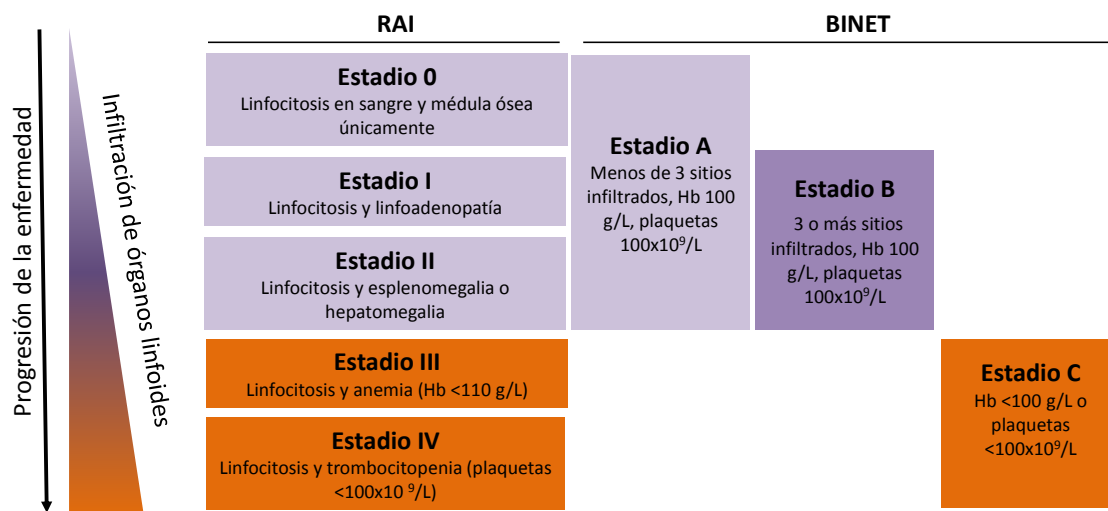 RAI
BINET
Progresión de la enfermedad
Infiltración de órganos linfoides
Estadio 0
Linfocitosis en sangre y médula ósea
únicamente
Estadio I
Linfocitosis y linfoadenopatía
Estadio II
Linfocitosis y esplenomegalia o
hepatomegalia
Estadio III
Linfocitosis y anemia (Hb <110 g/L)
Estadio IV
Linfocitosis y trombocitopenia (plaquetas
<100x10 ⁹/L)
Estadio A
Menos de 3 sitios
infiltrados, Hb 100
g/L, plaquetas
100x10⁹/L
Estadio B
3 o más sitios
infiltrados, Hb 100
g/L, plaquetas
100x10⁹/L
Estadio C
Hb <100 g/L o
plaquetas
<100x10⁹/L